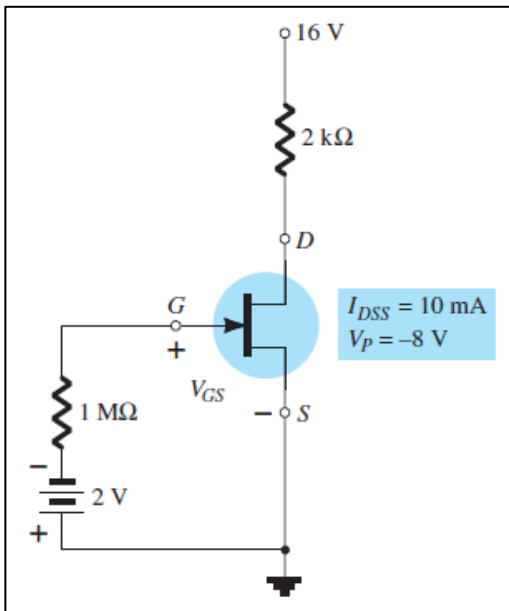 16 V
2 kΩ
D
I_DSS = 10 mA
V_P = –8 V
G
+
V_GS
– S
1 MΩ
–
2 V
+